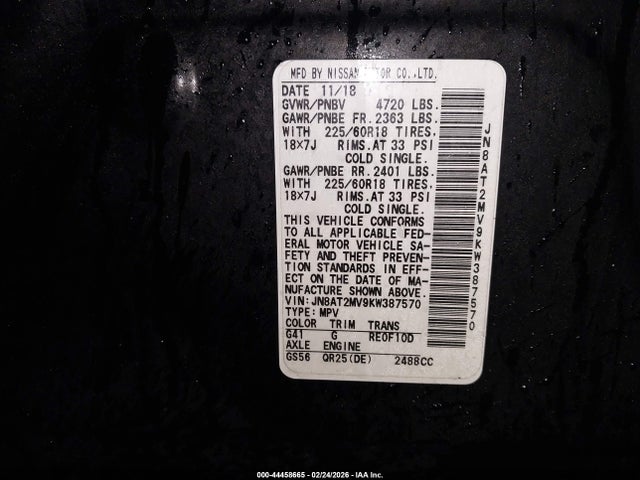 MFD BY NISSAN MOTOR CO.,LTD.
DATE 11/18
GVWR/PNBV 4720 LBS.
GAWR/PNBE FR. 2363 LBS.
WITH 225/60R18 TIRES.
18×7J RIMS.AT 33 PSI
COLD SINGLE.
GAWR/PNBE RR. 2401 LBS.
WITH 225/60R18 TIRES,
18×7J RIMS.AT 33 PSI
COLD SINGLE.
THIS VEHICLE CONFORMS
TO ALL APPLICABLE FED-
ERAL MOTOR VEHICLE SA-
FETY AND THEFT PREVEN-
TION STANDARDS IN EFF-
ECT ON THE DATE OF MA-
NUFACTURE SHOWN ABOVE.
VIN:JN8AT2MV9KW387570
TYPE:MPV
COLOR TRIM TRANS
G41 G RE0F10D
AXLE ENGINE
GS56 QR25(DE) 2488CC
JN8AT2MV9KW387570
000-44458665 - 02/24/2026 - IAA Inc.